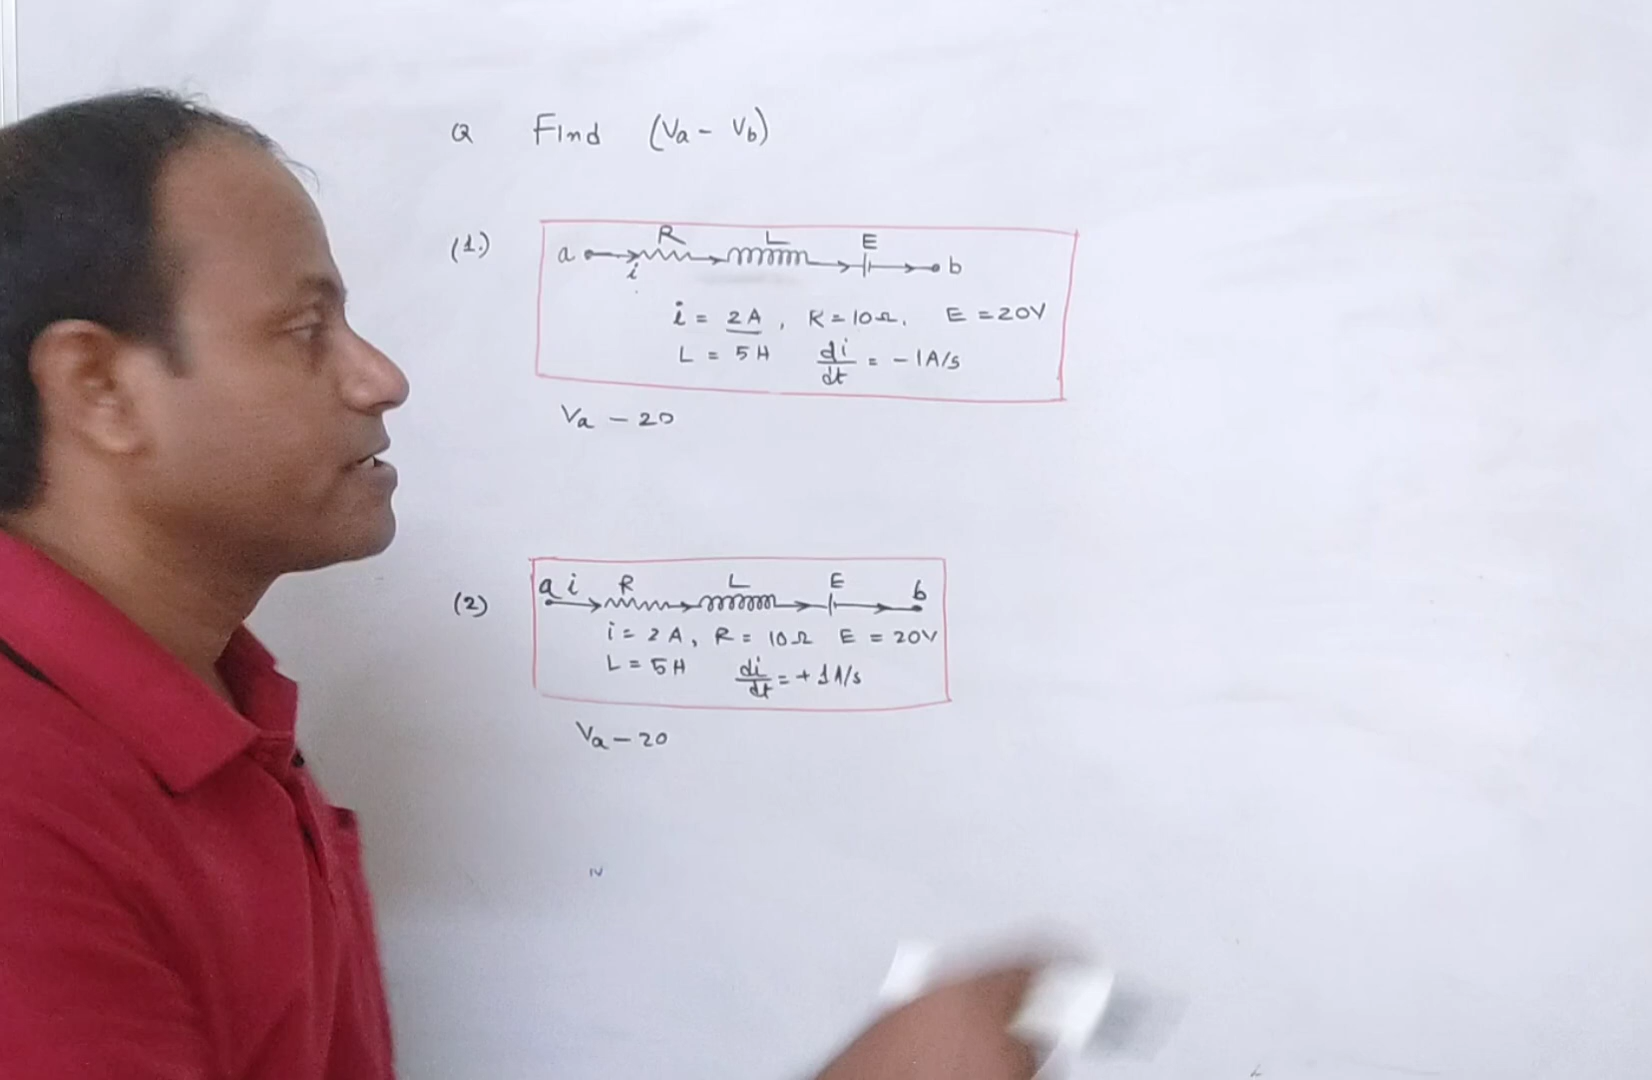 Q Find (Va - Vb)
(1.)
R L E
a i b
i = 2A, R = 10Ω, E = 20V
L = 5H di/dt = - 1A/s
Va - 20
(2)
a i R L E b
i = 2A, R = 10Ω E = 20V
L = 5H di/dt = + 1A/s
Va - 20